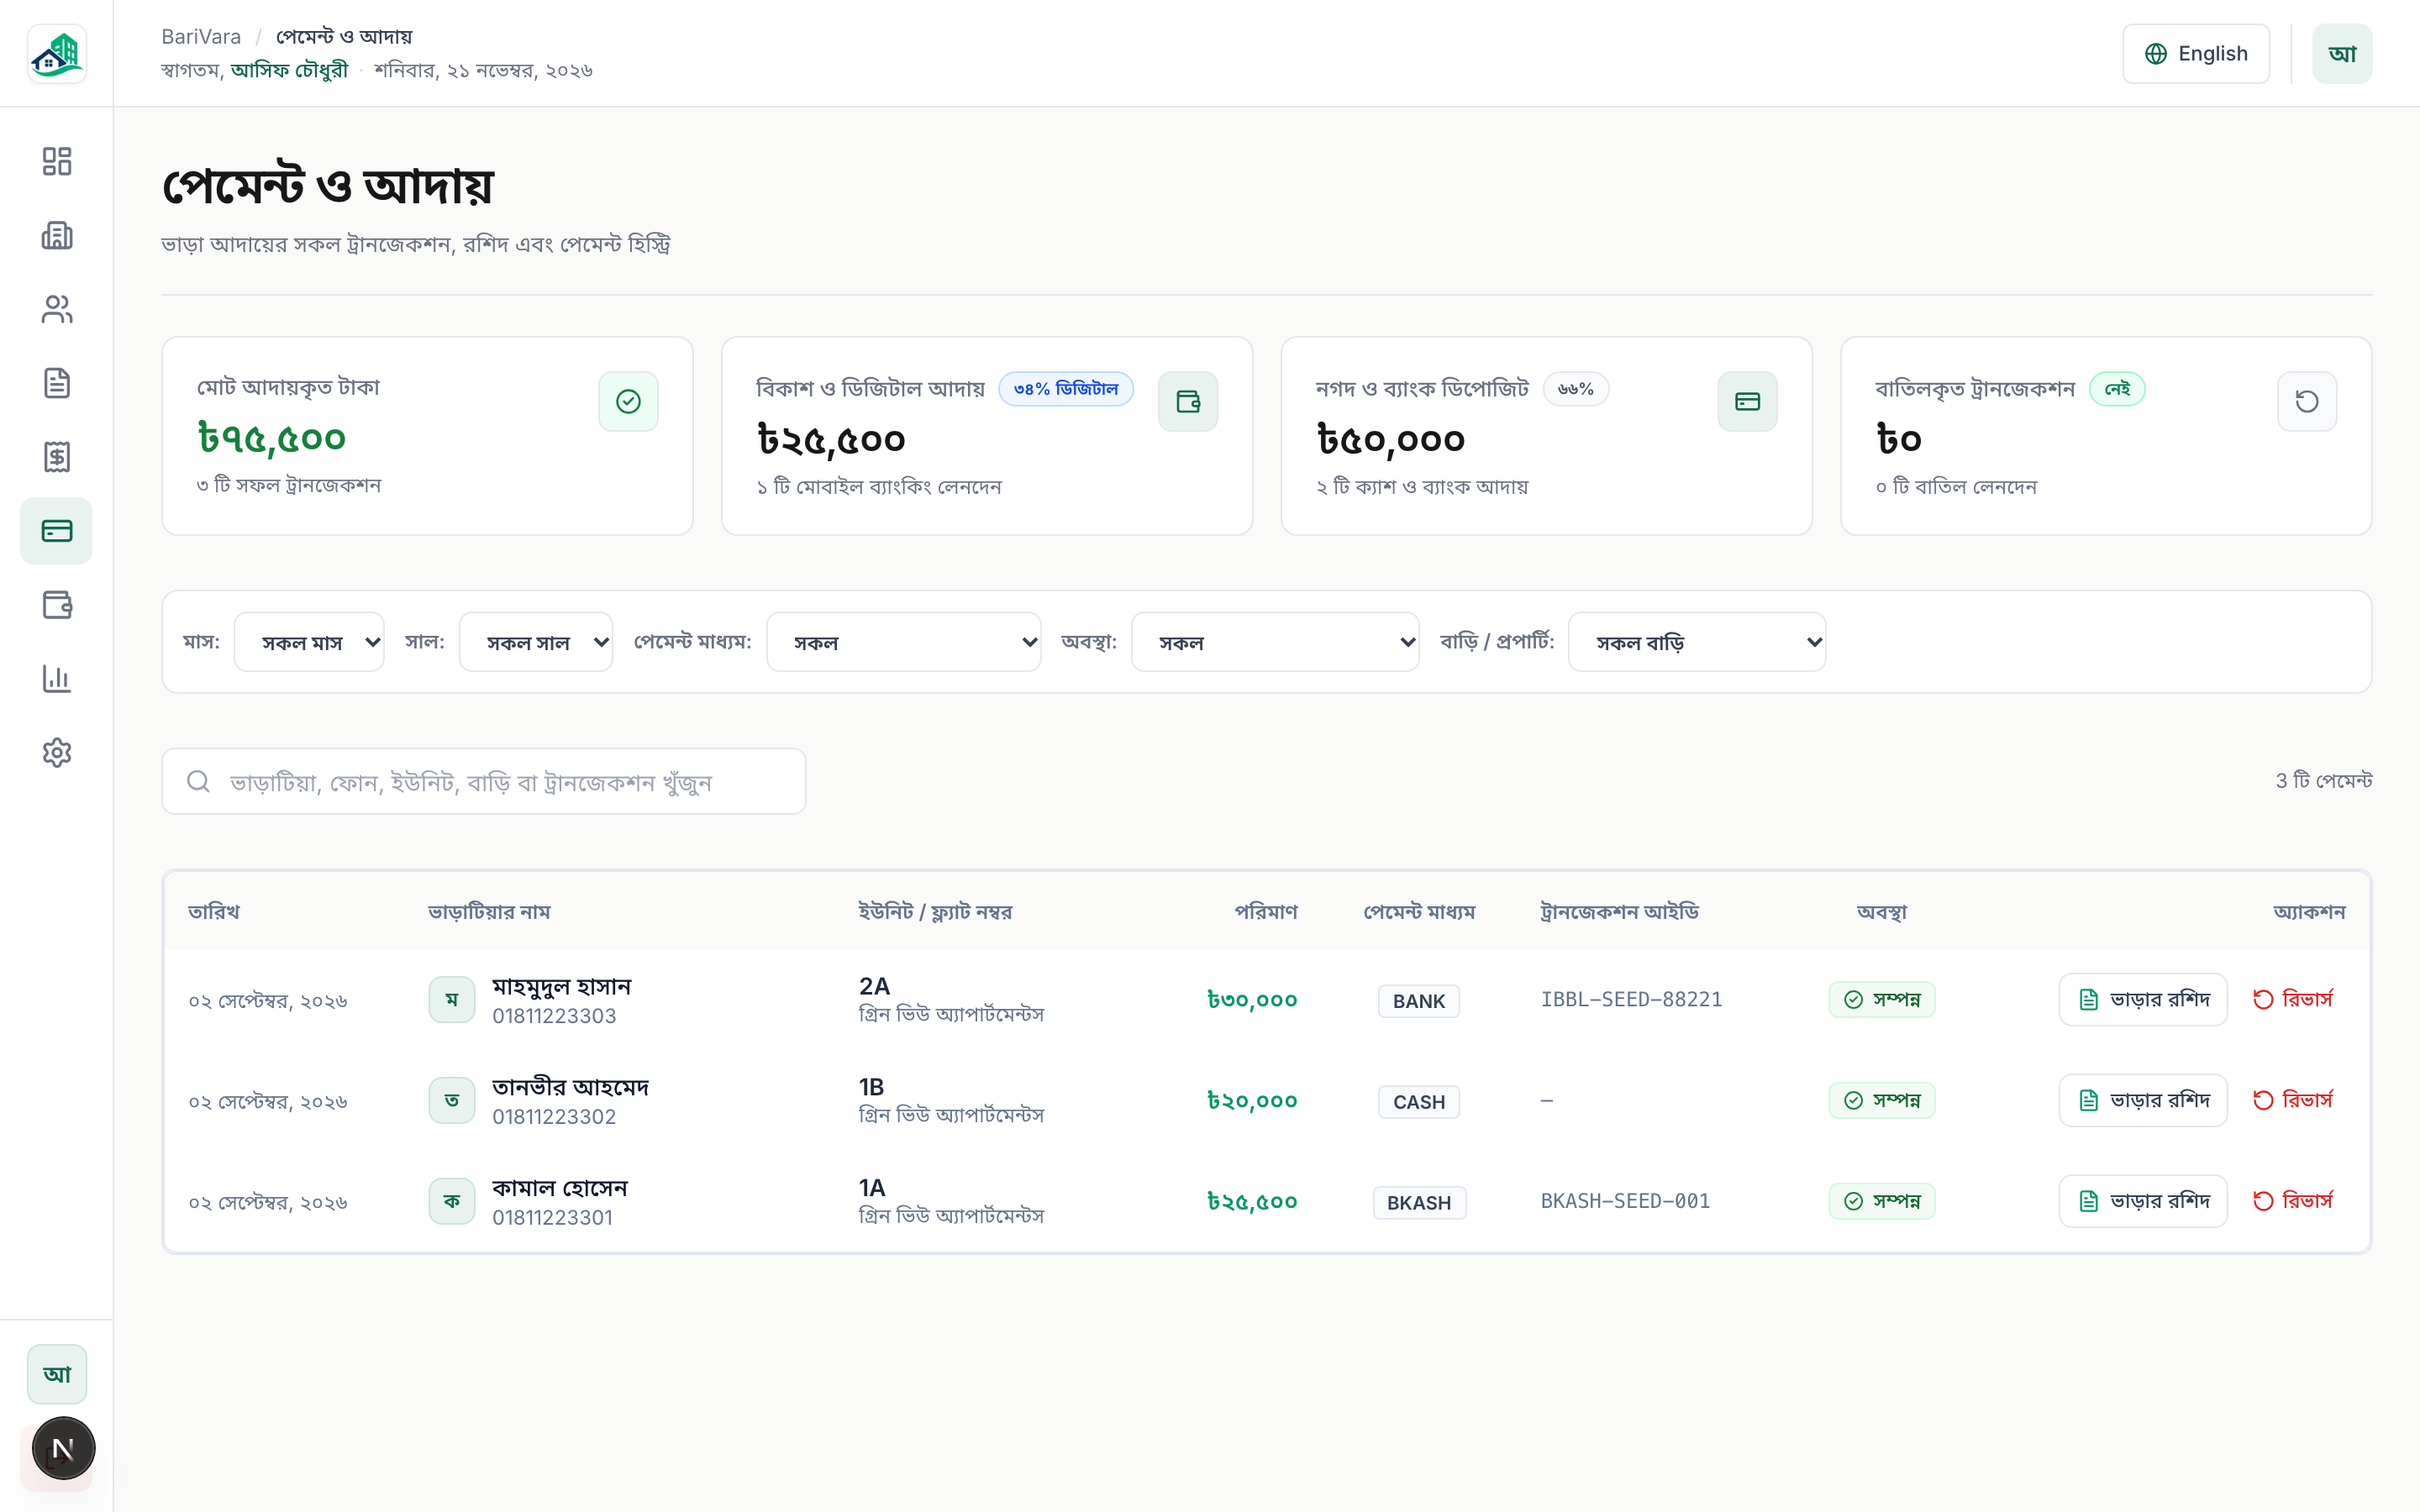 BariVara / পেমেন্ট ও আদায়
স্বাগতম, আসিফ চৌধুরী · শনিবার, ২১ নভেম্বর, ২০২৬
English
আ
পেমেন্ট ও আদায়
ভাড়া আদায়ের সকল ট্রানজেকশন, রশিদ এবং পেমেন্ট হিস্ট্রি
মোট আদায়কৃত টাকা
৳৭৫,৫০০
৩ টি সফল ট্রানজেকশন
বিকাশ ও ডিজিটাল আদায় ৩৪% ডিজিটাল
৳২৫,৫০০
১ টি মোবাইল ব্যাংকিং লেনদেন
নগদ ও ব্যাংক ডিপোজিট ৬৬%
৳৫০,০০০
২ টি ক্যাশ ও ব্যাংক আদায়
বাতিলকৃত ট্রানজেকশন নেই
৳০
০ টি বাতিল লেনদেন
মাস: সকল মাস সাল: সকল সাল পেমেন্ট মাধ্যম: সকল অবস্থা: সকল বাড়ি / প্রপার্টি: সকল বাড়ি
ভাড়াটিয়া, ফোন, ইউনিট, বাড়ি বা ট্রানজেকশন খুঁজুন
3 টি পেমেন্ট
তারিখ ভাড়াটিয়ার নাম ইউনিট / ফ্ল্যাট নম্বর পরিমাণ পেমেন্ট মাধ্যম ট্রানজেকশন আইডি অবস্থা অ্যাকশন
০২ সেপ্টেম্বর, ২০২৬ ম মাহমুদুল হাসান 2A ৳৩০,০০০ BANK IBBL-SEED-88221 সম্পন্ন ভাড়ার রশিদ রিভার্স
01811223303 গ্রিন ভিউ অ্যাপার্টমেন্টস
০২ সেপ্টেম্বর, ২০২৬ ত তানভীর আহমেদ 1B ৳২০,০০০ CASH – সম্পন্ন ভাড়ার রশিদ রিভার্স
01811223302 গ্রিন ভিউ অ্যাপার্টমেন্টস
০২ সেপ্টেম্বর, ২০২৬ ক কামাল হোসেন 1A ৳২৫,৫০০ BKASH BKASH-SEED-001 সম্পন্ন ভাড়ার রশিদ রিভার্স
01811223301 গ্রিন ভিউ অ্যাপার্টমেন্টস
আ
N